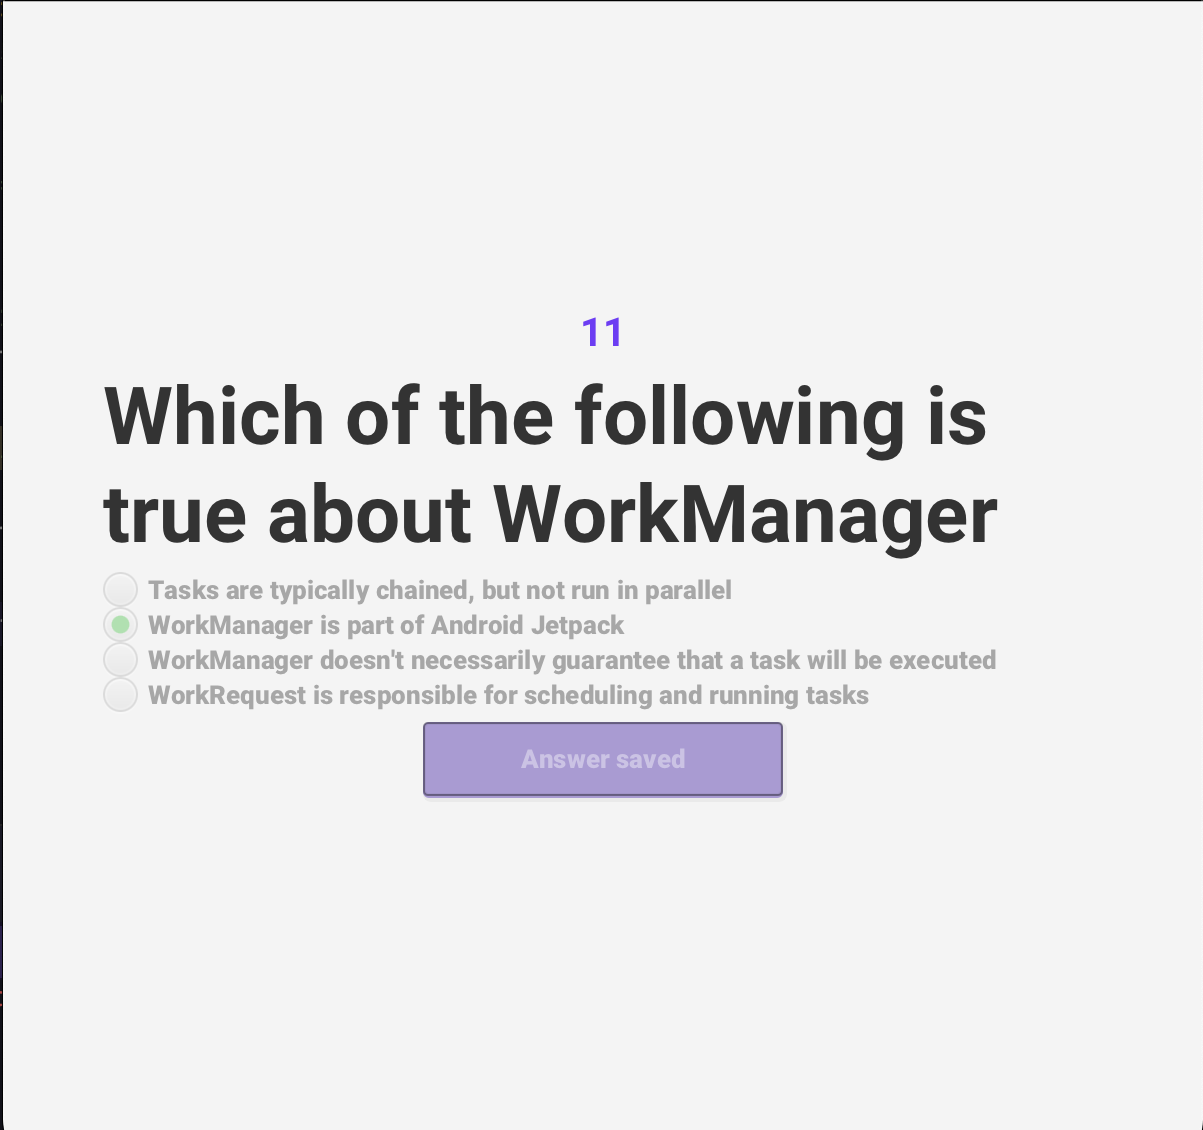 11
Which of the following is
true about WorkManager
Tasks are typically chained, but not run in parallel
WorkManager is part of Android Jetpack
WorkManager doesn't necessarily guarantee that a task will be executed
WorkRequest is responsible for scheduling and running tasks
Answer saved